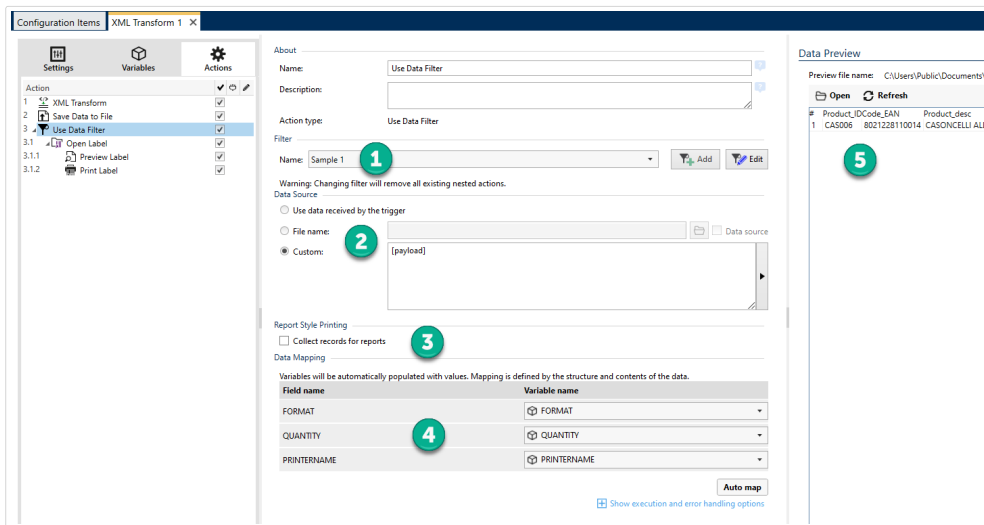 Configuration Items XML Transform 1
Settings Variables Actions
Action
1 XML Transform
2 Save Data to File
3 Use Data Filter
3.1 Open Label
3.1.1 Preview Label
3.1.2 Print Label
About
Name: Use Data Filter
Description:
Action type: Use Data Filter
Filter
Name: Sample 1 1 Add Edit
Warning: Changing filter will remove all existing nested actions.
Data Source
Use data received by the trigger
File name: Data source
2
Custom: [payload]
Report Style Printing
Collect records for reports 3
Data Mapping
Variables will be automatically populated with values. Mapping is defined by the structure and contents of the data.
Field name Variable name
FORMAT FORMAT
QUANTITY 4 QUANTITY
PRINTERNAME PRINTERNAME
Auto map
Show execution and error handling options
Data Preview
Preview file name: C:\Users\Public\Documents\
Open Refresh
# Product_IDCode_EAN Product_desc
1 CAS006 8021228110014 CASONCELLI ALL
5